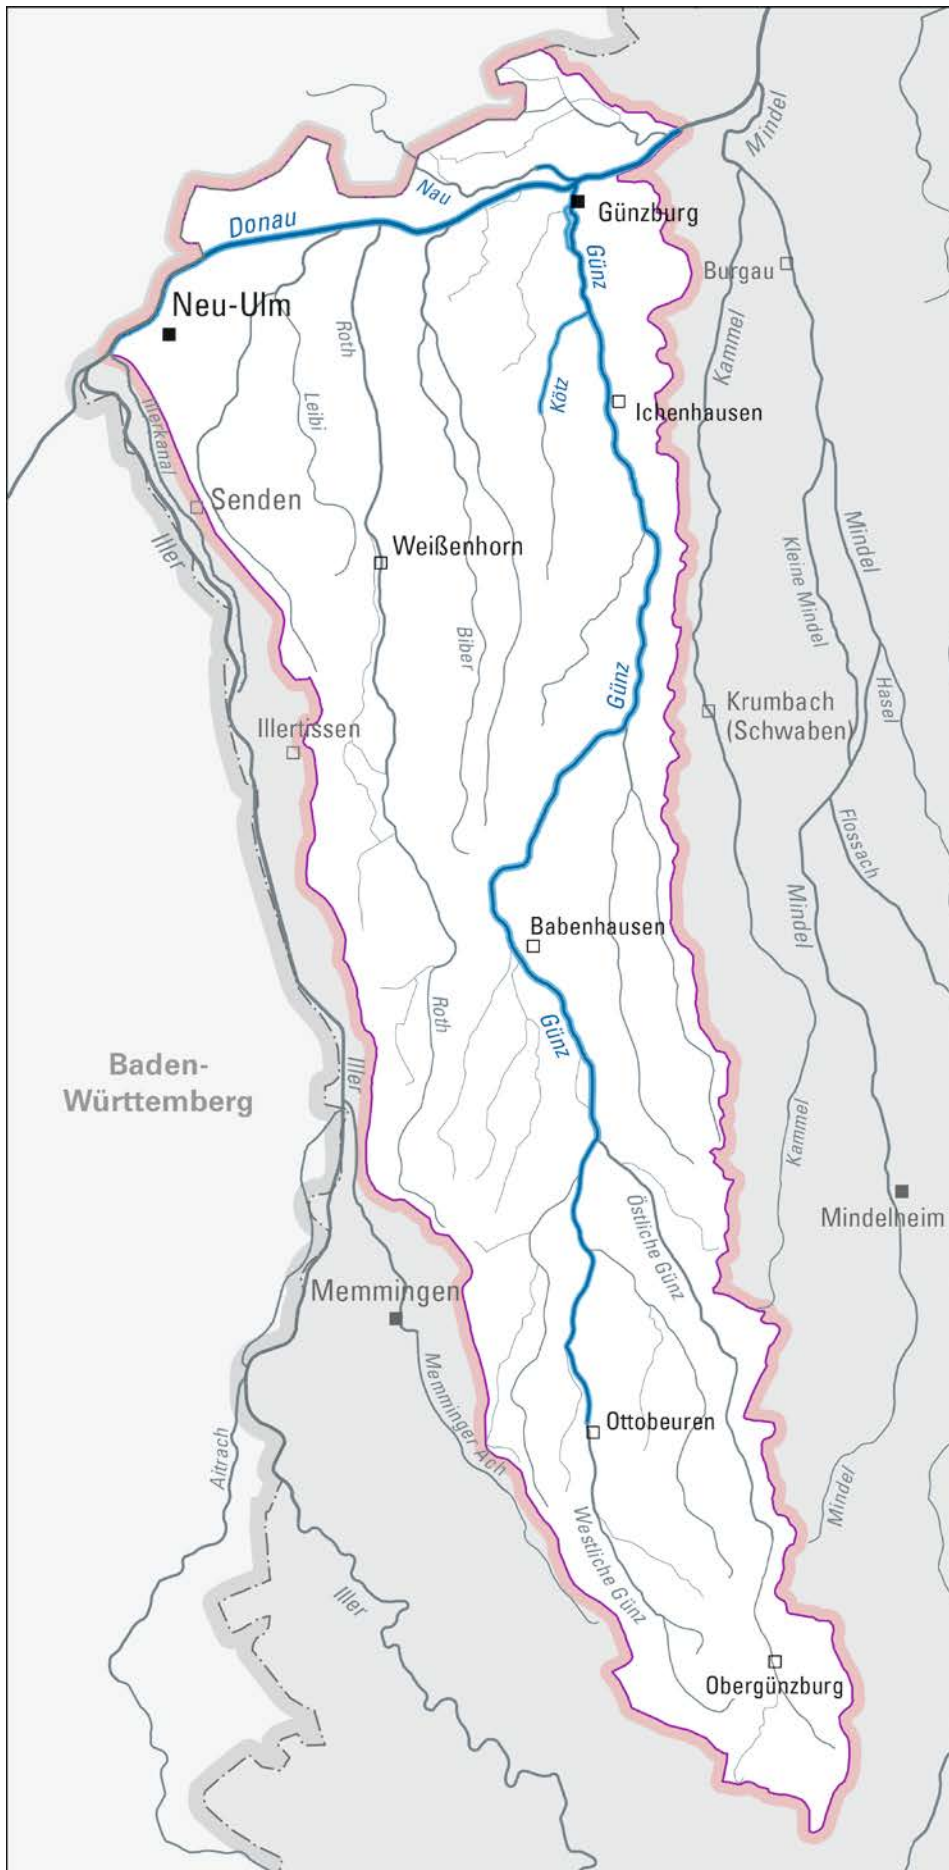 Mindel
Nau
Donau
Günzburg
Günz
Burgau
Neu-Ulm
Roth
Kammel
Leibi
Kötz
Ichenhausen
Illerkanal
Senden
Iller
Weißenhorn
Mindel
Kleine Mindel
Biber
Günz
Hasel
Krumbach
(Schwaben)
Illertissen
Flossach
Mindel
Babenhausen
Roth
Günz
Baden-
Württemberg
Iller
Kammel
Östliche Günz
Mindelheim
Memmingen
Memminger Ach
Ottobeuren
Aitrach
Mindel
Westliche Günz
Iller
Obergünzburg